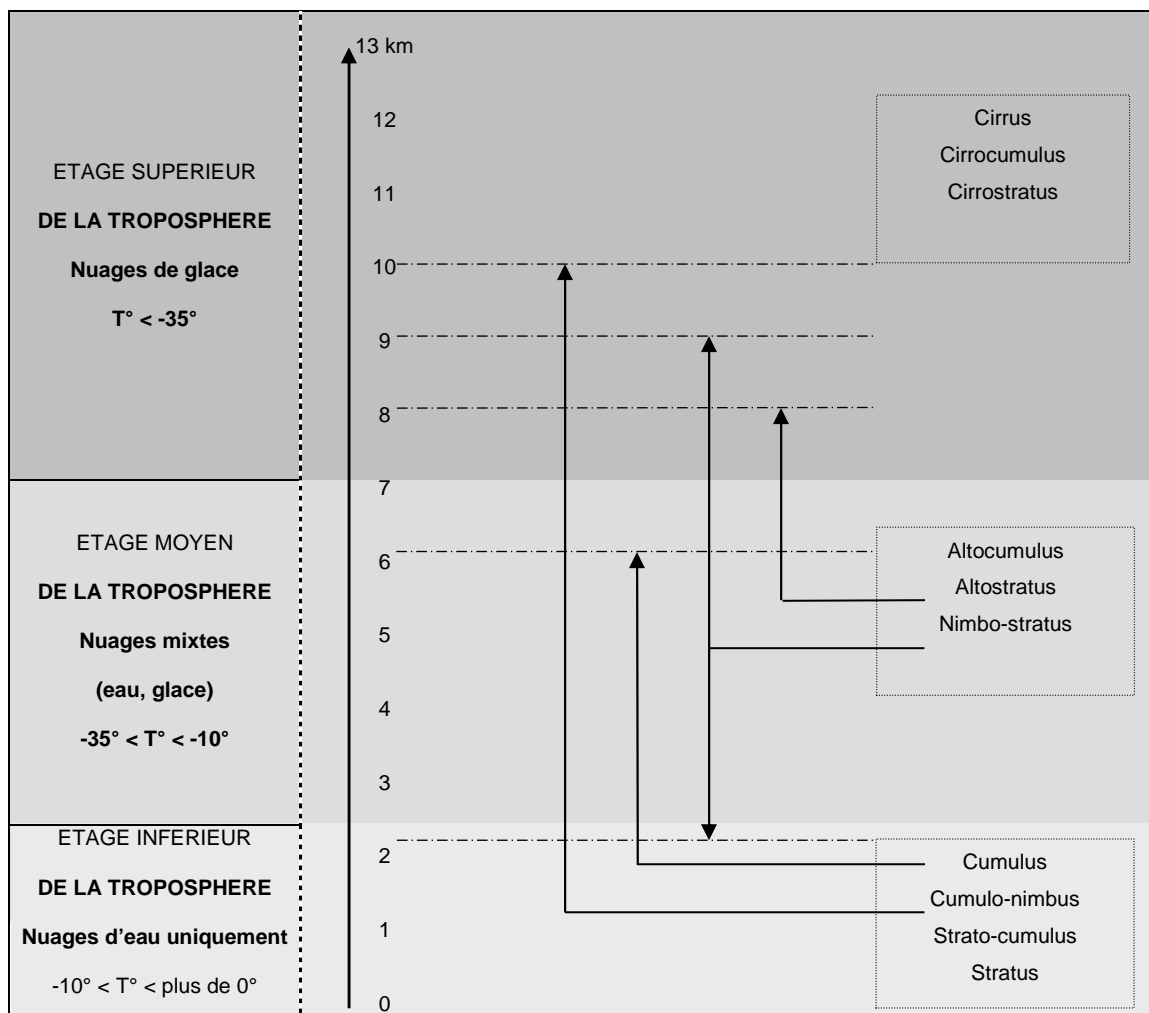 ETAGE SUPERIEUR
DE LA TROPOSPHERE
Nuages de glace
T° < -35°
ETAGE MOYEN
DE LA TROPOSPHERE
Nuages mixtes
(eau, glace)
-35° < T° < -10°
ETAGE INFERIEUR
DE LA TROPOSPHERE
Nuages d'eau uniquement
-10° < T° < plus de 0°
13 km
12
11
10
9
8
7
6
5
4
3
2
1
0
Cirrus
Cirrocumulus
Cirrostratus
Altocumulus
Altostratus
Nimbo-stratus
Cumulus
Cumulo-nimbus
Strato-cumulus
Stratus